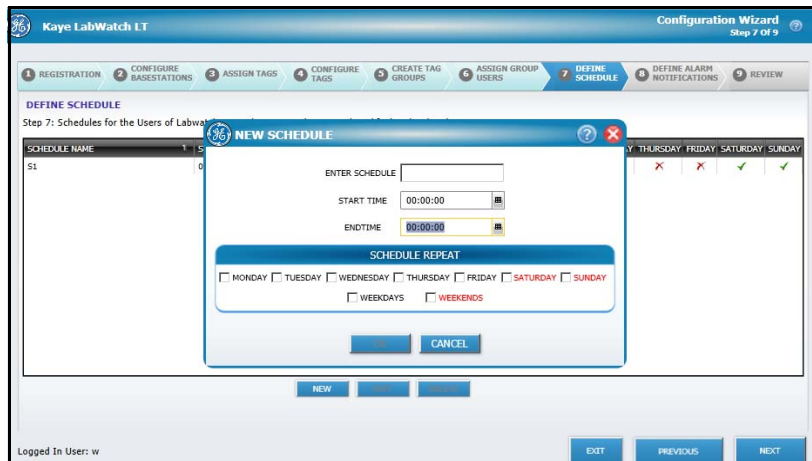 Kaye LabWatch LT
Configuration Wizard
Step 7 Of 9
1 REGISTRATION
2 CONFIGURE BASESTATIONS
3 ASSIGN TAGS
4 CONFIGURE TAGS
5 CREATE TAG GROUPS
6 ASSIGN GROUP USERS
7 DEFINE SCHEDULE
8 DEFINE ALARM NOTIFICATIONS
9 REVIEW
DEFINE SCHEDULE
Step 7: Schedules for the Users of
SCHEDULE NAME 1 THURSDAY FRIDAY SATURDAY SUNDAY
S1
NEW SCHEDULE
ENTER SCHEDULE
START TIME 00:00:00
ENDTIME 00:00:00
SCHEDULE REPEAT
MONDAY TUESDAY WEDNESDAY THURSDAY FRIDAY SATURDAY SUNDAY
WEEKDAYS WEEKENDS
CANCEL
NEW
Logged In User: w
EXIT PREVIOUS NEXT